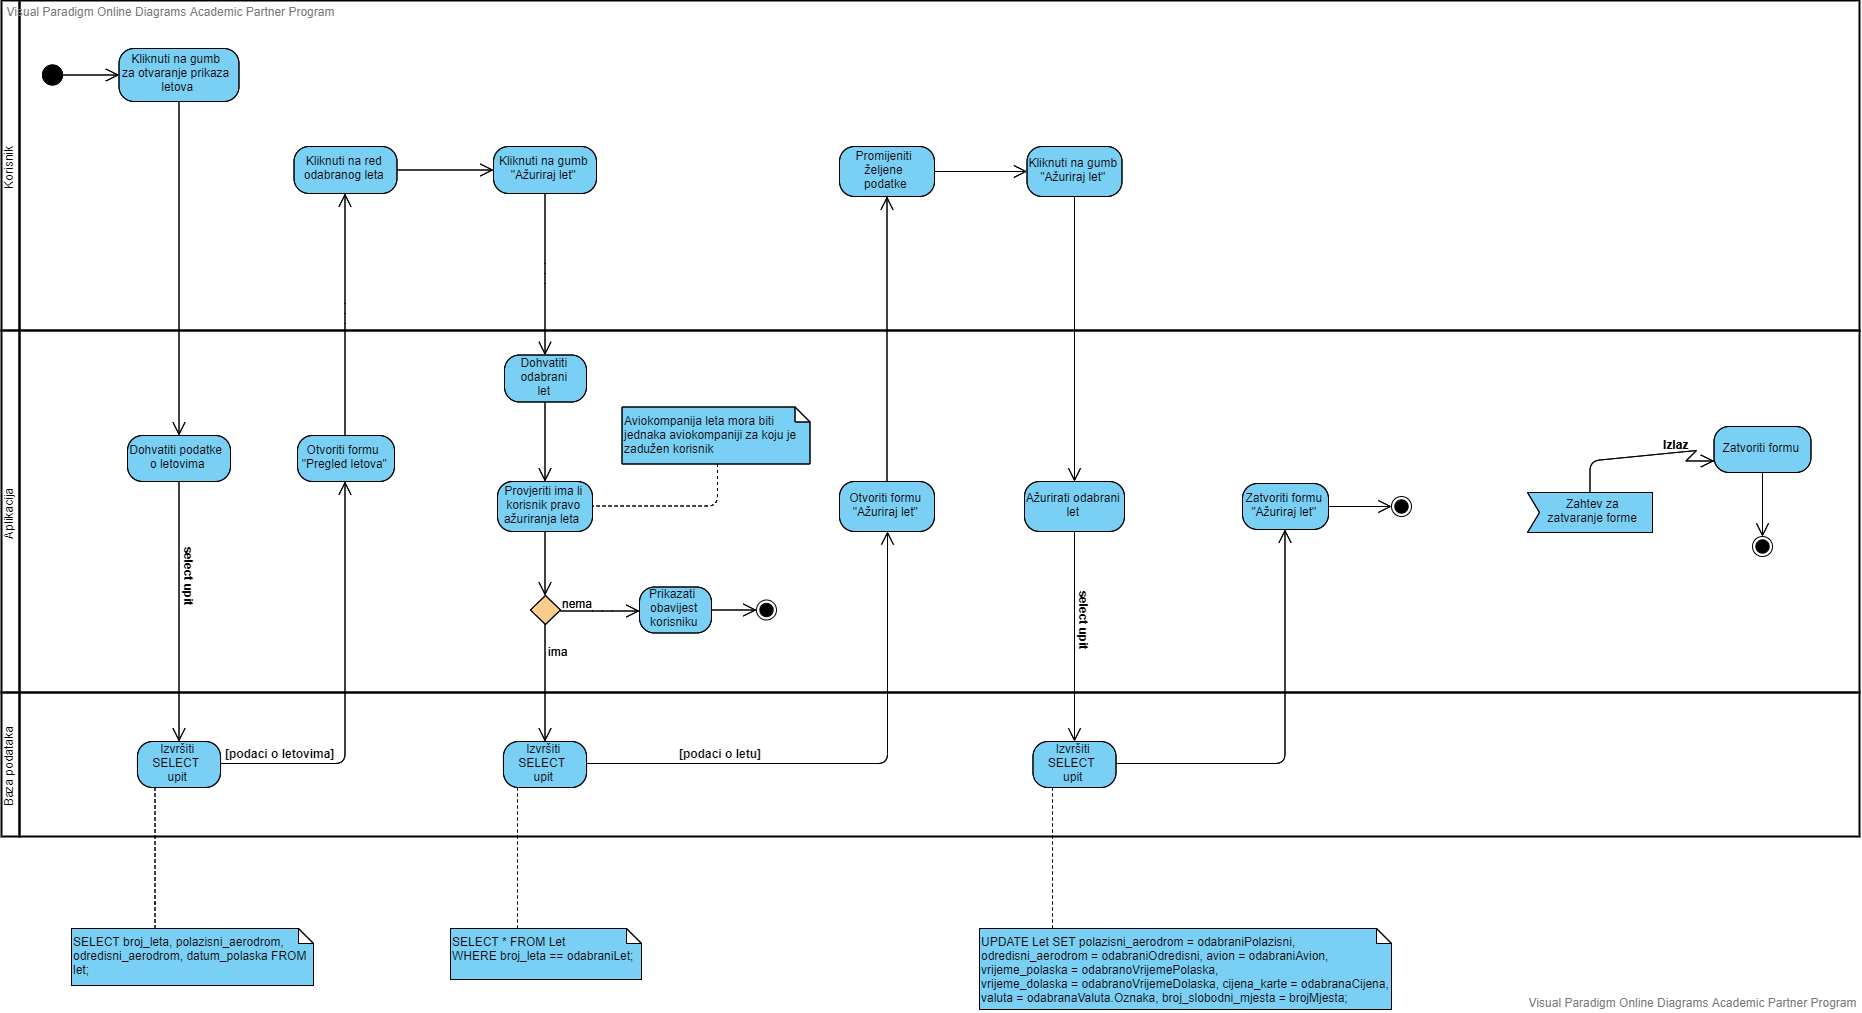 Visual Paradigm Online Diagrams Academic Partner Program
Korisnik
Kliknuti na gumb
za otvaranje prikaza
letova
Kliknuti na red
odabranog leta
Kliknuti na gumb
"Ažuriraj let"
Promijeniti
željene
podatke
Kliknuti na gumb
"Ažuriraj let"
Aplikacija
Dohvatiti podatke
o letovima
select upit
Otvoriti formu
"Pregled letova"
Dohvatiti
odabrani
let
Aviokompanija leta mora biti
jednaka aviokompaniji za koju je
zadužen korisnik
Provjeriti ima li
korisnik pravo
ažuriranja leta
nema
ima
Prikazati
obavijest
korisniku
Otvoriti formu
"Ažuriraj let"
Ažurirati odabrani
let
select upit
Zatvoriti formu
"Ažuriraj let"
Zahtev za
zatvaranje forme
Izlaz
Zatvoriti formu
Baza podataka
Izvršiti
SELECT
upit
[podaci o letovima]
Izvršiti
SELECT
upit
[podaci o letu]
Izvršiti
SELECT
upit
SELECT broj_leta, polazisni_aerodrom,
odredisni_aerodrom, datum_polaska FROM
let;
SELECT * FROM Let
WHERE broj_leta == odabraniLet;
UPDATE Let SET polazisni_aerodrom = odabraniPolazisni,
odredisni_aerodrom = odabraniOdredisni, avion = odabraniAvion,
vrijeme_polaska = odabranoVrijemePolaska,
vrijeme_dolaska = odabranoVrijemeDolaska, cijena_karte = odabranaCijena,
valuta = odabranaValuta.Oznaka, broj_slobodni_mjesta = brojMjesta;
Visual Paradigm Online Diagrams Academic Partner Program